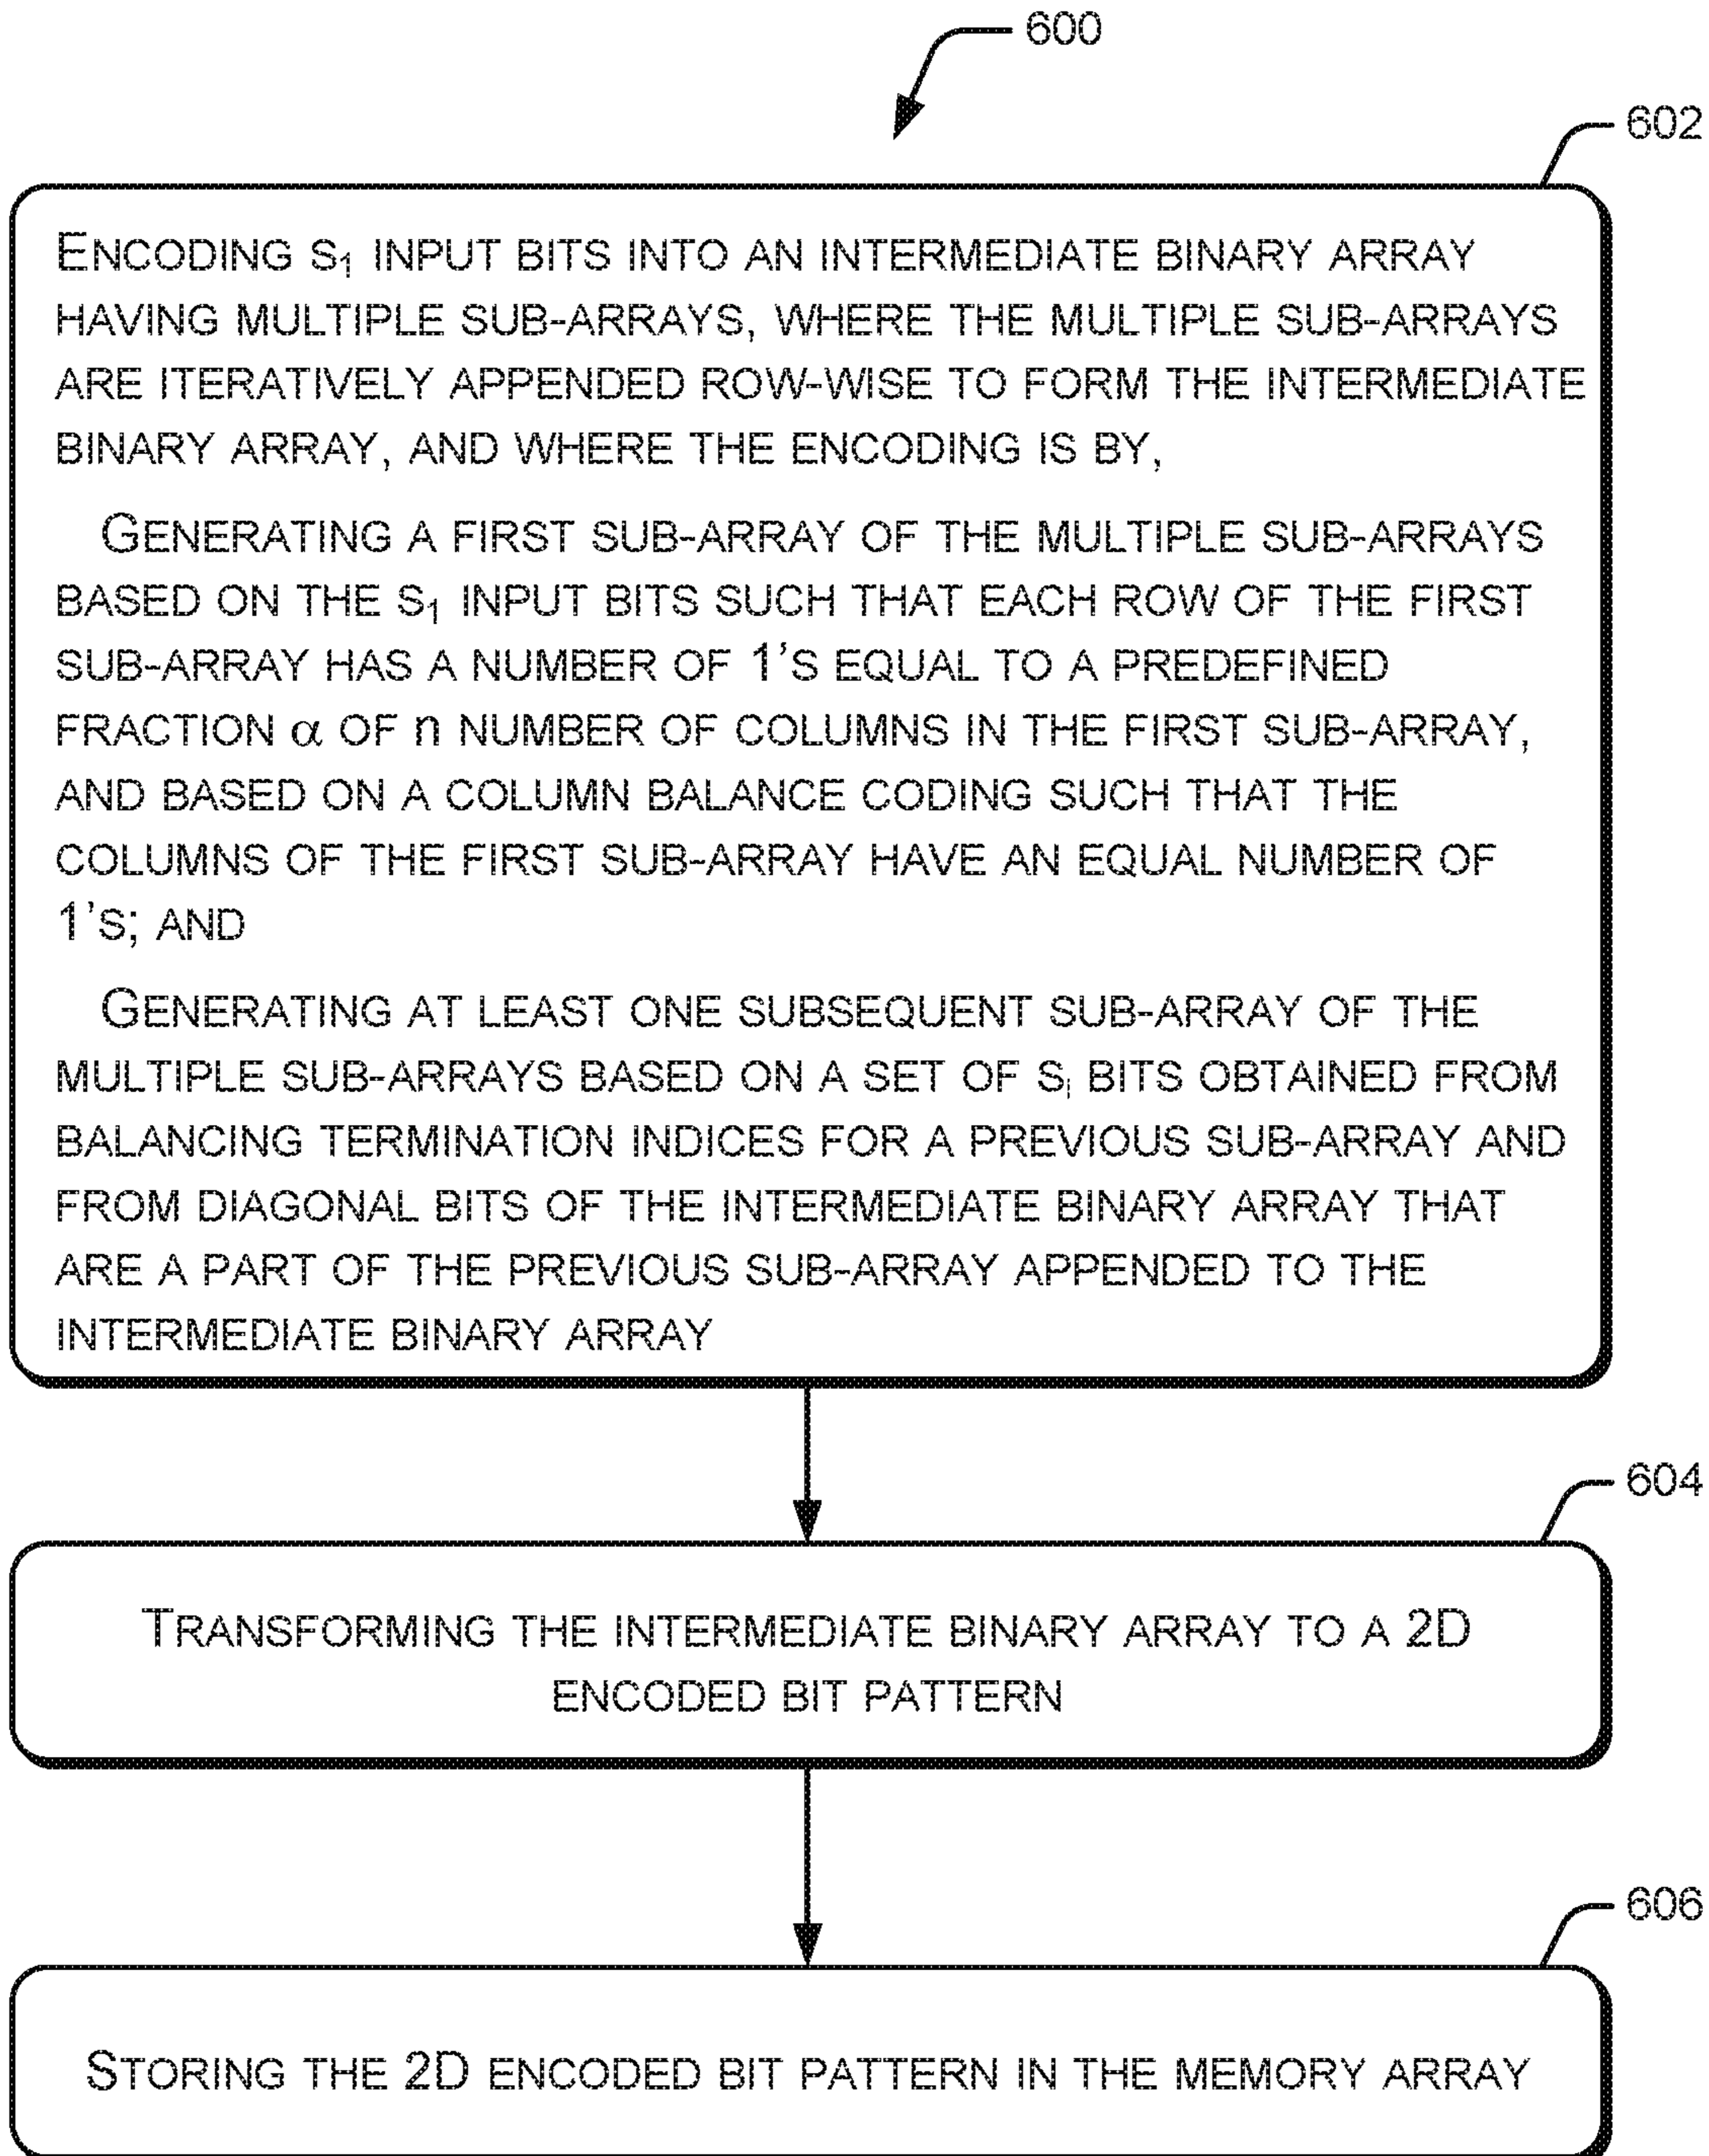 600
602
ENCODING S₁ INPUT BITS INTO AN INTERMEDIATE BINARY ARRAY
HAVING MULTIPLE SUB-ARRAYS, WHERE THE MULTIPLE SUB-ARRAYS
ARE ITERATIVELY APPENDED ROW-WISE TO FORM THE INTERMEDIATE
BINARY ARRAY, AND WHERE THE ENCODING IS BY,
GENERATING A FIRST SUB-ARRAY OF THE MULTIPLE SUB-ARRAYS
BASED ON THE S₁ INPUT BITS SUCH THAT EACH ROW OF THE FIRST
SUB-ARRAY HAS A NUMBER OF 1'S EQUAL TO A PREDEFINED
FRACTION α OF n NUMBER OF COLUMNS IN THE FIRST SUB-ARRAY,
AND BASED ON A COLUMN BALANCE CODING SUCH THAT THE
COLUMNS OF THE FIRST SUB-ARRAY HAVE AN EQUAL NUMBER OF
1'S; AND
GENERATING AT LEAST ONE SUBSEQUENT SUB-ARRAY OF THE
MULTIPLE SUB-ARRAYS BASED ON A SET OF Sᵢ BITS OBTAINED FROM
BALANCING TERMINATION INDICES FOR A PREVIOUS SUB-ARRAY AND
FROM DIAGONAL BITS OF THE INTERMEDIATE BINARY ARRAY THAT
ARE A PART OF THE PREVIOUS SUB-ARRAY APPENDED TO THE
INTERMEDIATE BINARY ARRAY
604
TRANSFORMING THE INTERMEDIATE BINARY ARRAY TO A 2D
ENCODED BIT PATTERN
606
STORING THE 2D ENCODED BIT PATTERN IN THE MEMORY ARRAY